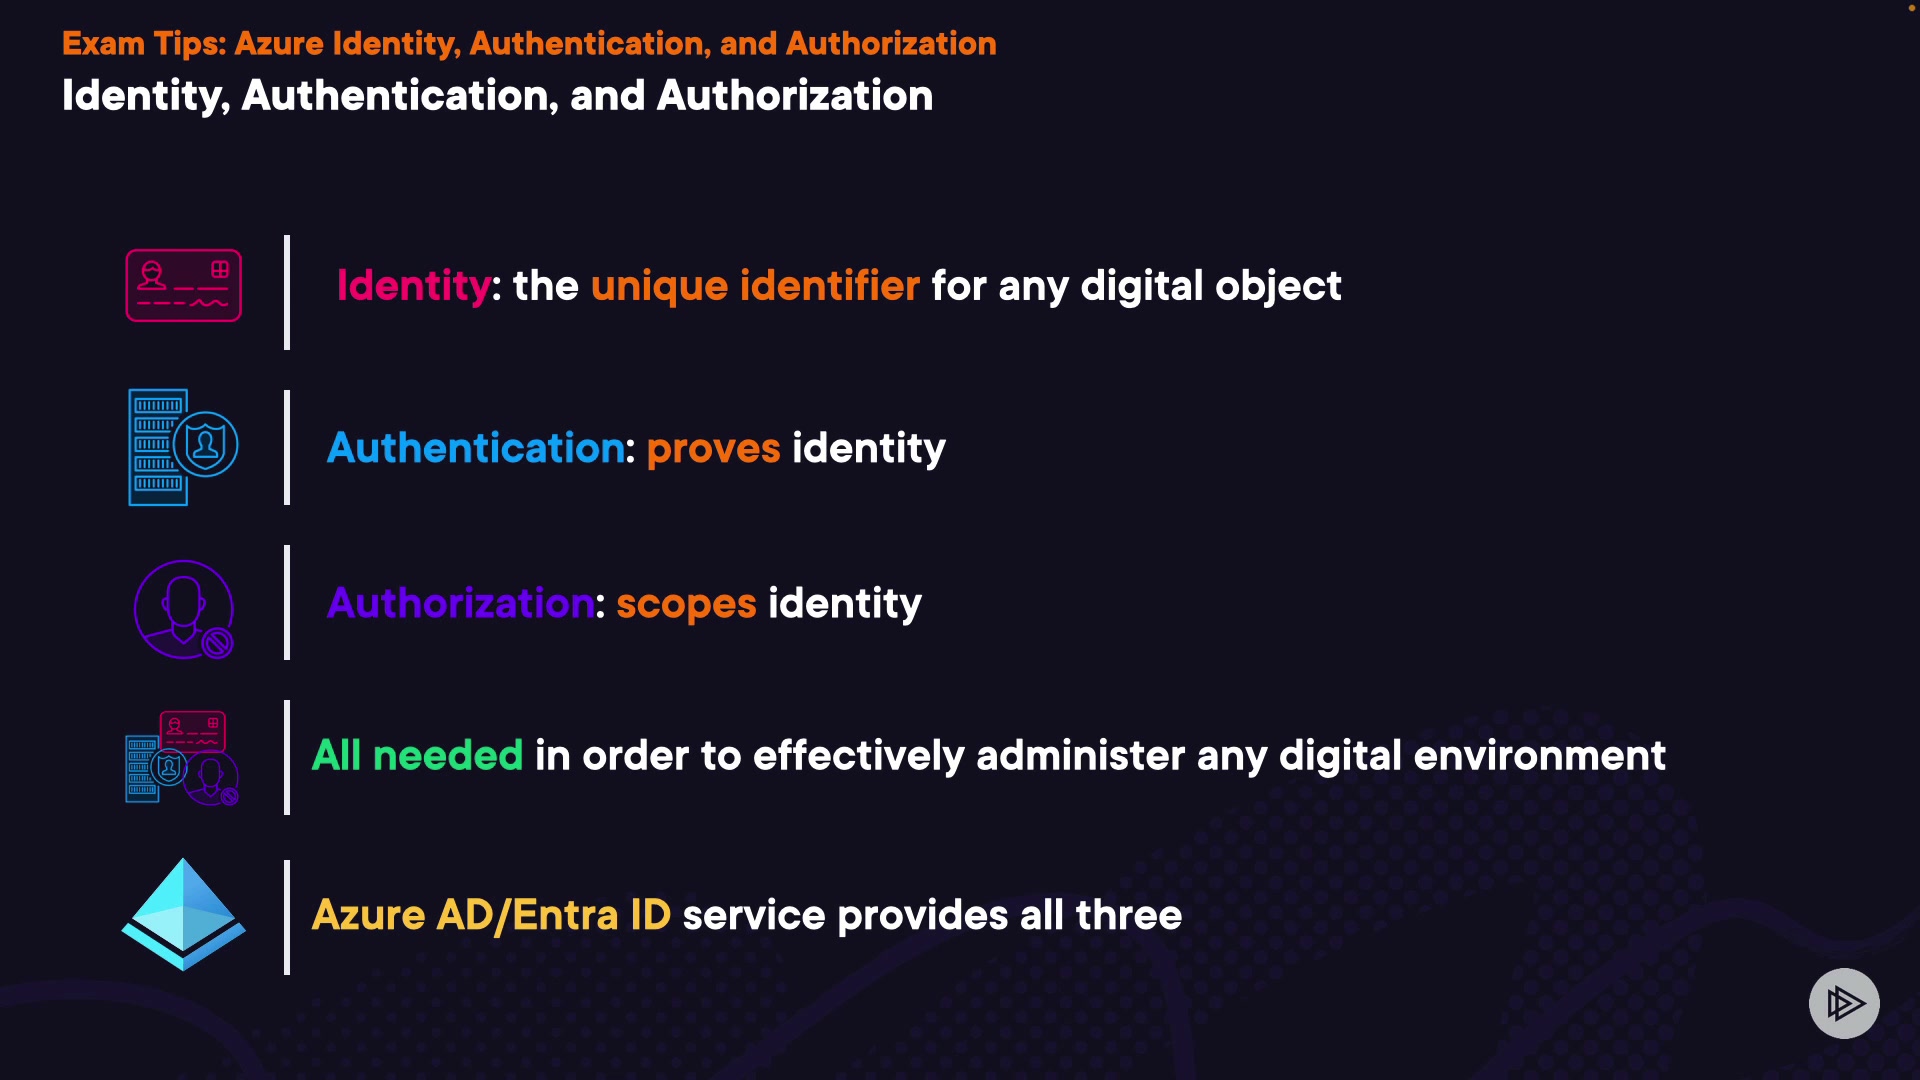 Exam Tips: Azure Identity, Authentication, and Authorization
Identity, Authentication, and Authorization
Identity: the unique identifier for any digital object
Authentication: proves identity
Authorization: scopes identity
All needed in order to effectively administer any digital environment
Azure AD/Entra ID service provides all three